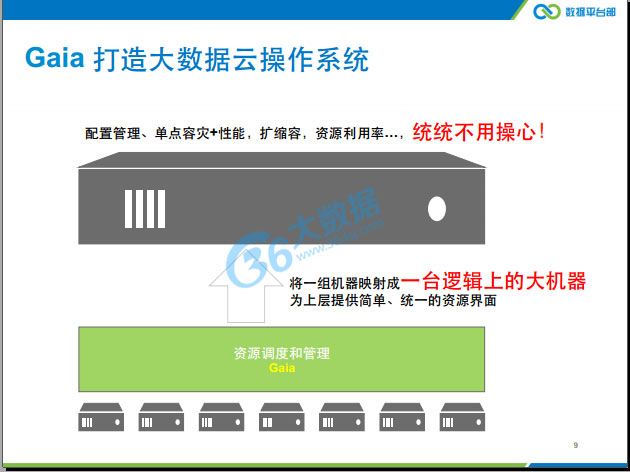 数据平台部
Gaia 打造大数据云操作系统
配置管理、单点容灾+性能，扩缩容，资源利用率...，统统不用操心！
36大数据
www.36dsj.com
将一组机器映射成一台逻辑上的大机器
为上层提供简单、统一的资源界面
资源调度和管理
Gaia
9